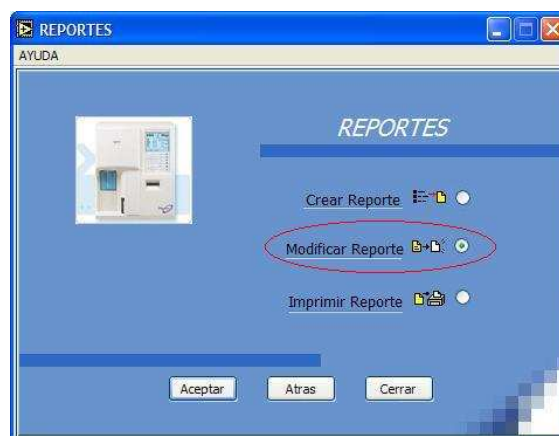 REPORTES
AYUDA
REPORTES
Crear Reporte
Modificar Reporte
Imprimir Reporte
Aceptar Atras Cerrar